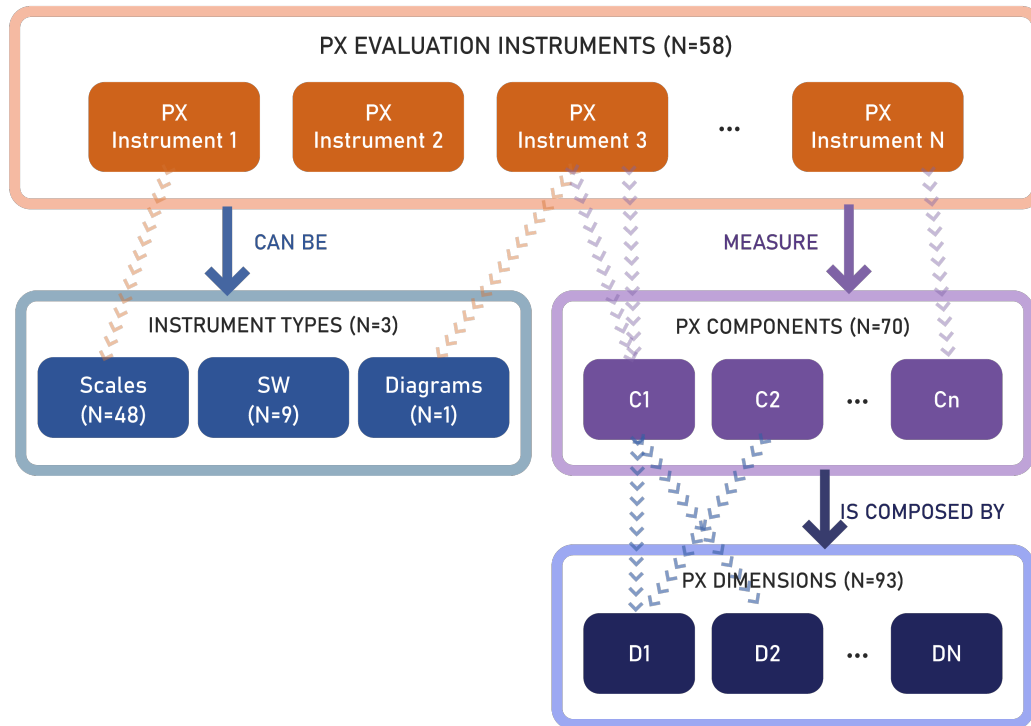 PX EVALUATION INSTRUMENTS (N=58)
PX
Instrument 1
PX
Instrument 2
PX
Instrument 3
...
PX
Instrument N
CAN BE
MEASURE
INSTRUMENT TYPES (N=3)
Scales
(N=48)
SW
(N=9)
Diagrams
(N=1)
PX COMPONENTS (N=70)
C1
C2
...
Cn
IS COMPOSED BY
PX DIMENSIONS (N=93)
D1
D2
...
DN